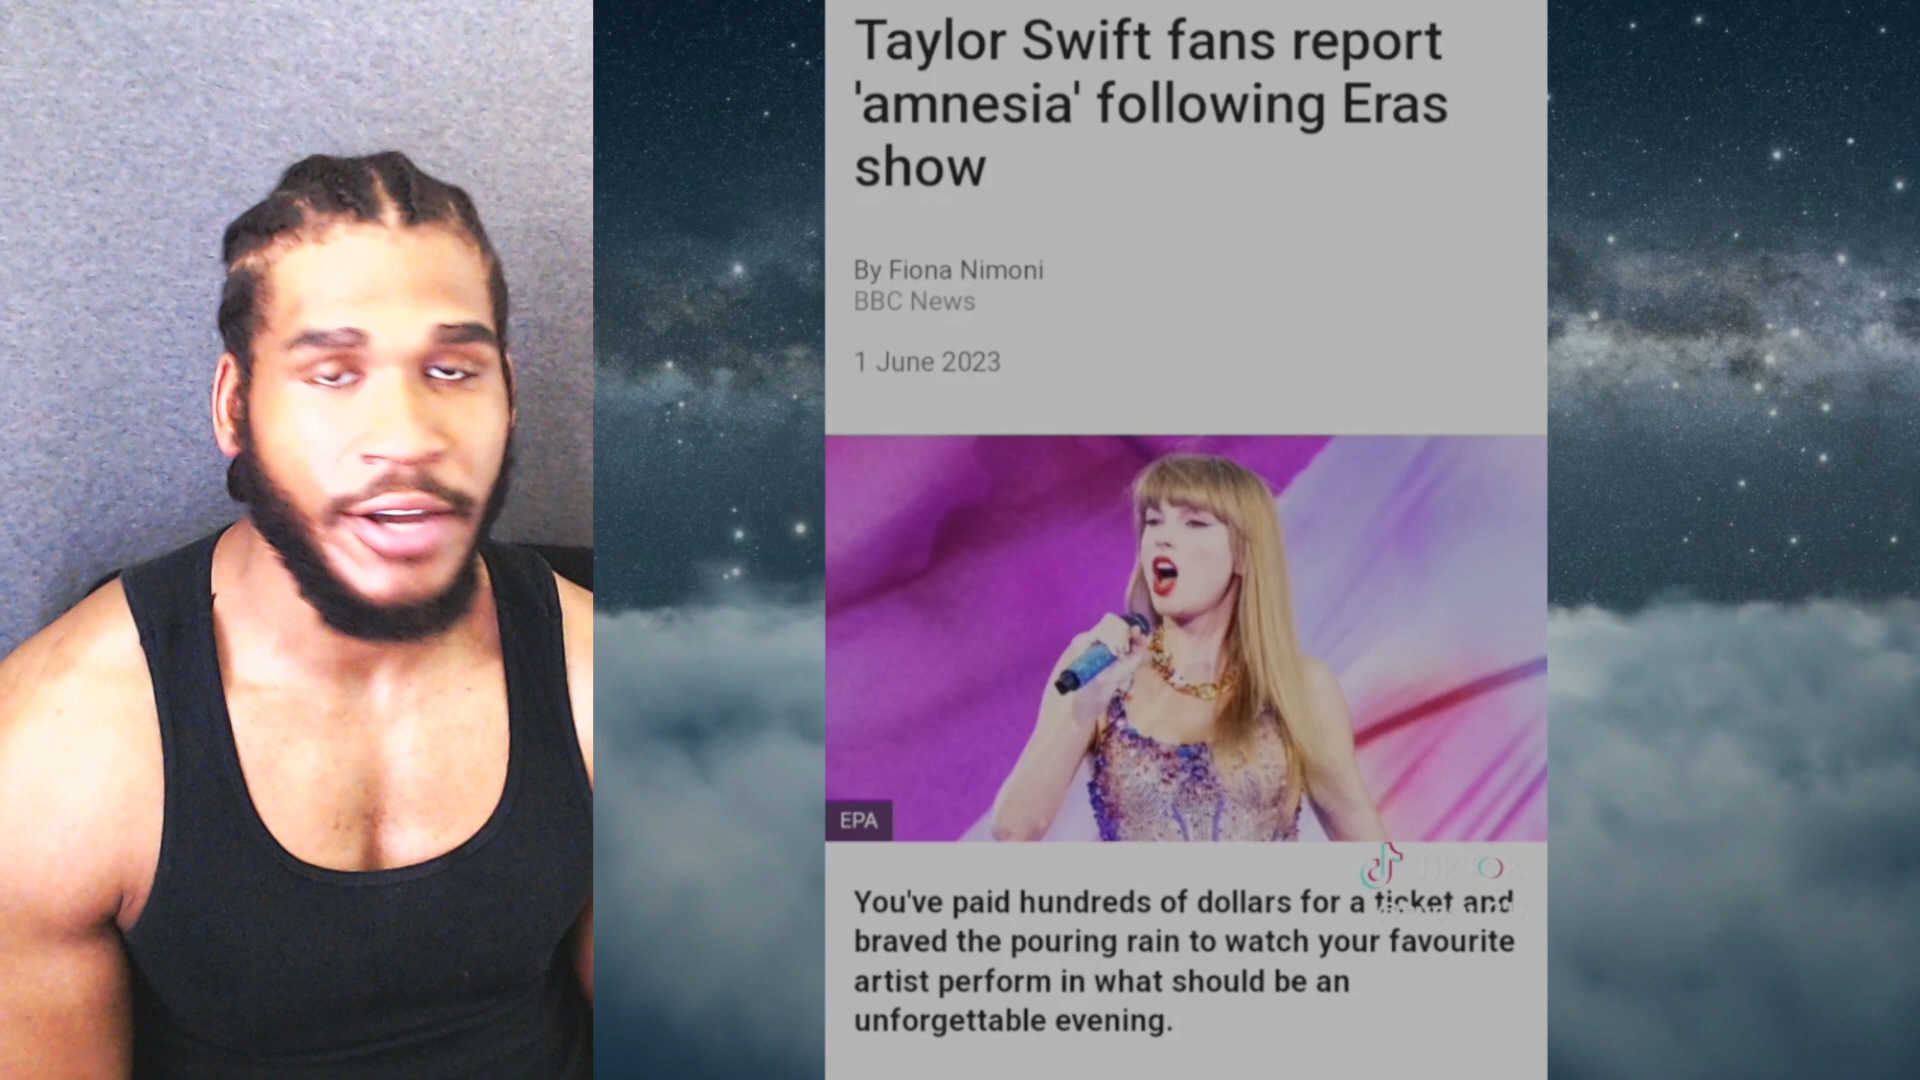 Taylor Swift fans report
'amnesia' following Eras
show
By Fiona Nimoni
BBC News
1 June 2023
EPA
TikTok
You've paid hundreds of dollars for a ticket and
braved the pouring rain to watch your favourite
artist perform in what should be an
unforgettable evening.